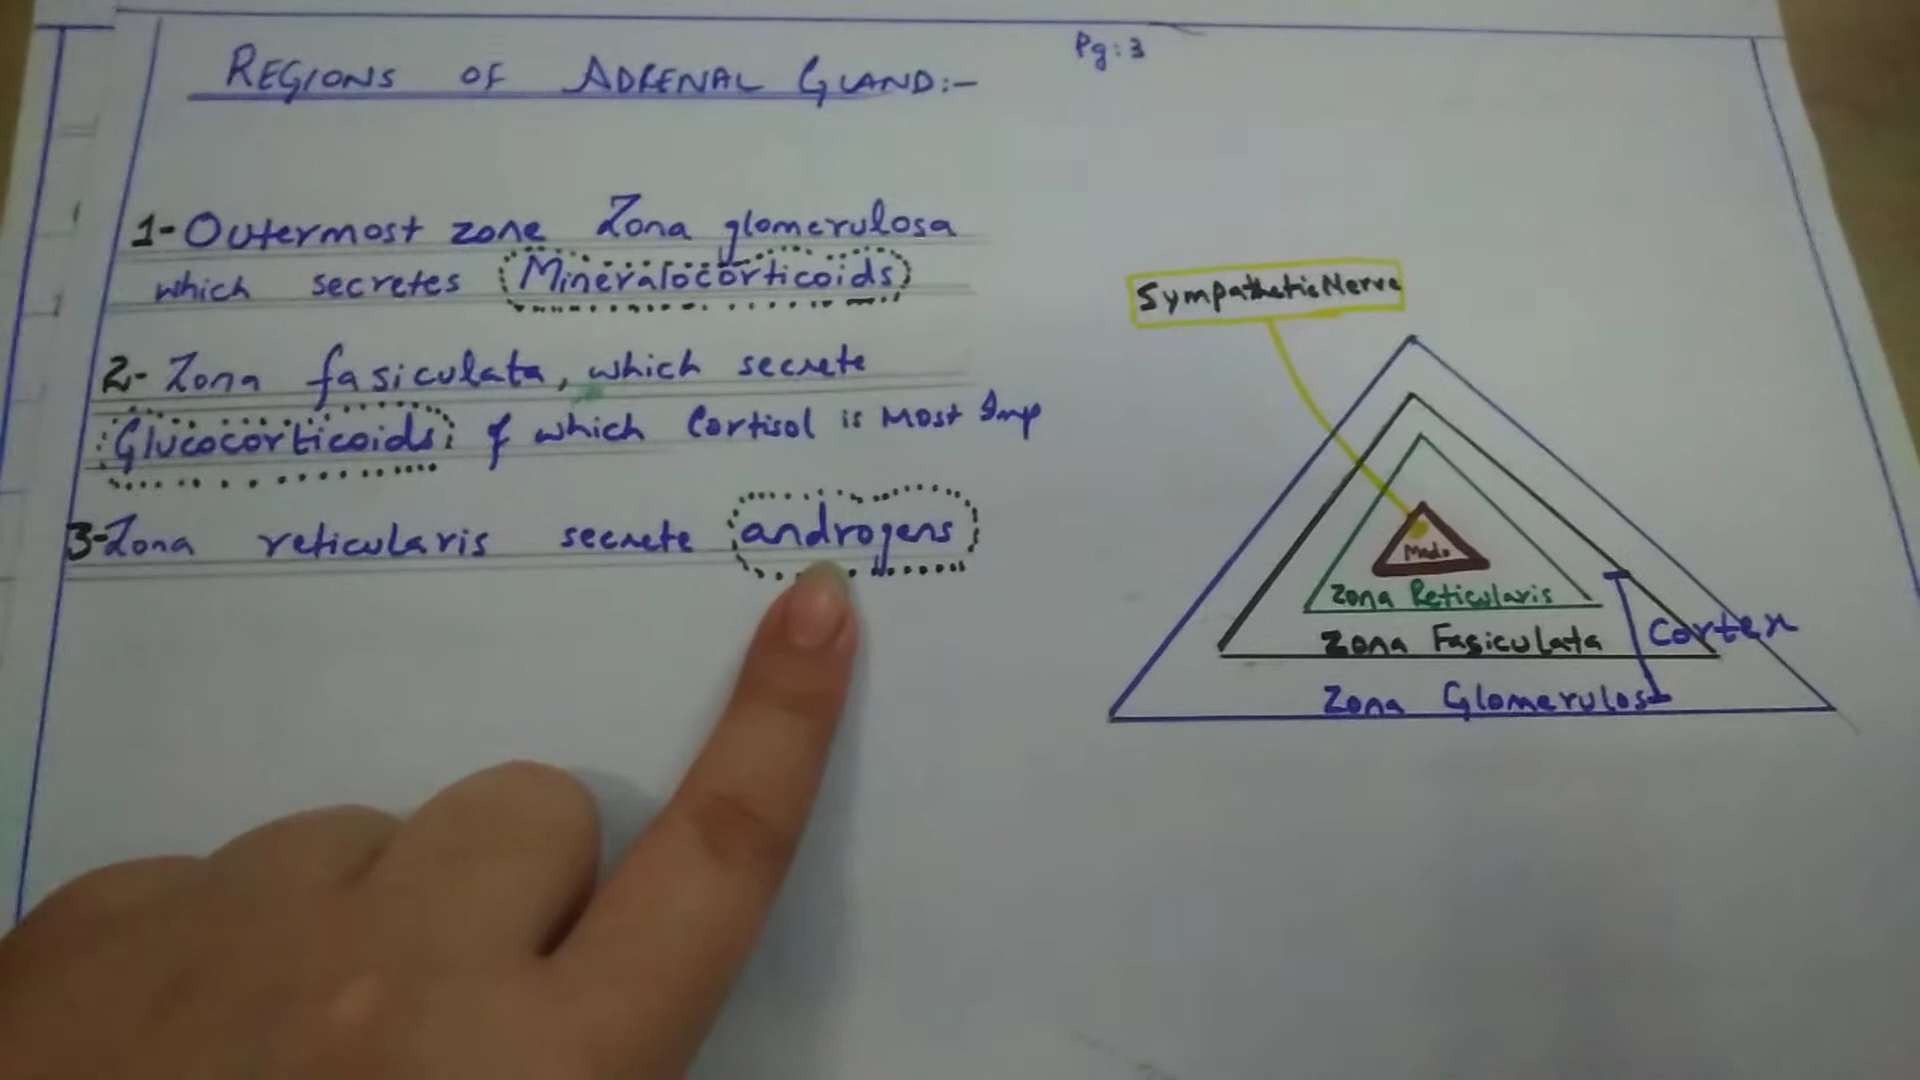 Pg:3
REGIONS OF ADRENAL GLAND:-
1-Outermost zone Zona glomerulosa
which secretes Mineralocorticoids
2- Zona fasiculata, which secrete
Glucocorticoids of which Cortisol is Most Imp
3-Zona reticularis secrete androgens
Sympathetic Nerve
Zona Reticularis
Zona Fasiculata
Cortex
Zona Glomerulosa